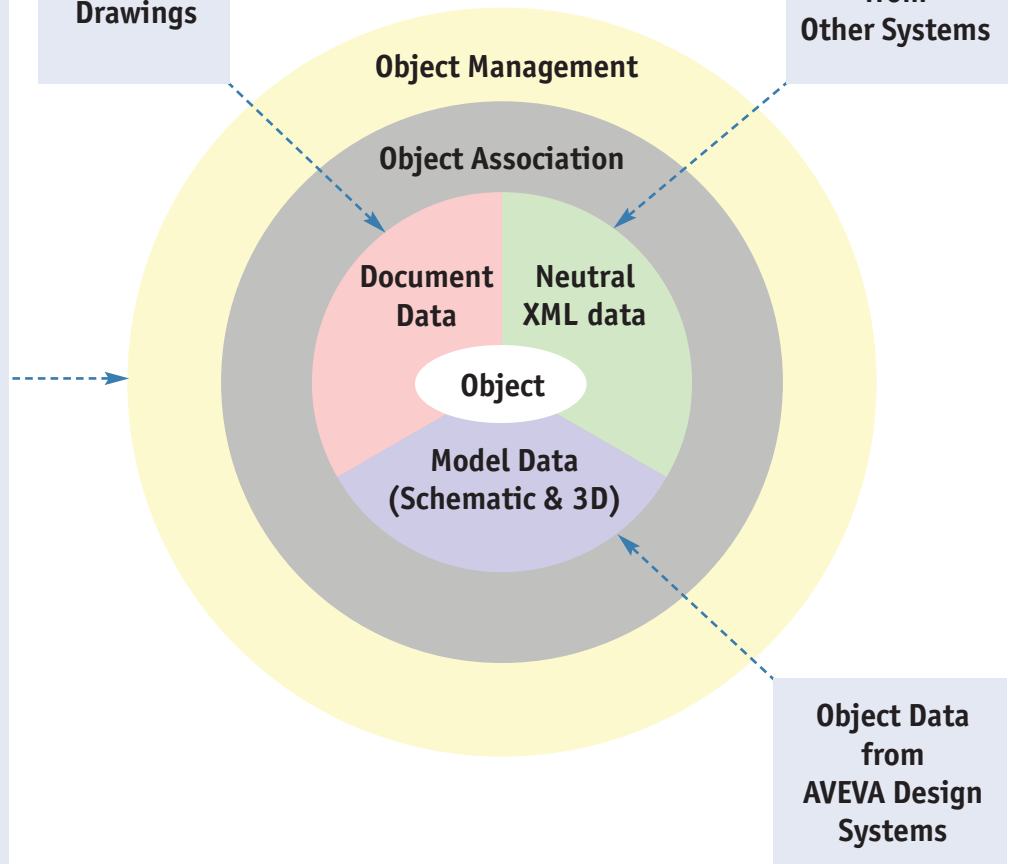 Drawings
Other Systems
Object Management
Object Association
Document
Data
Neutral
XML data
Object
Model Data
(Schematic & 3D)
Object Data
from
AVEVA Design
Systems